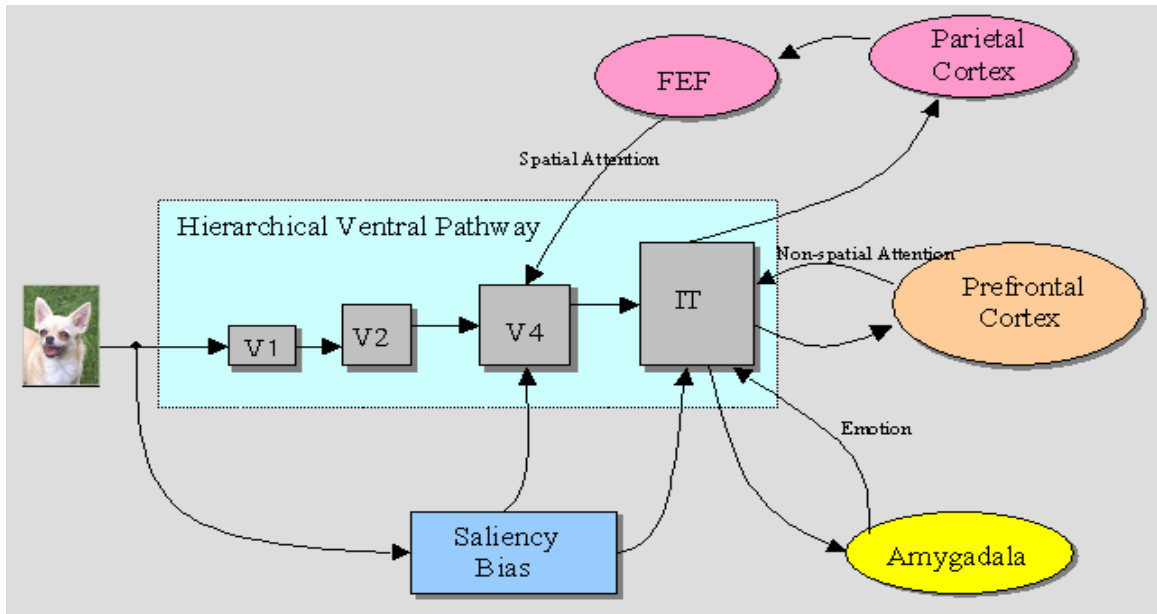 Parietal
Cortex
FEF
Spatial Attention
Hierarchical Ventral Pathway
Non-spatial Attention
IT
Prefrontal
Cortex
V1
V2
V4
Emotion
Saliency
Bias
Amygadala